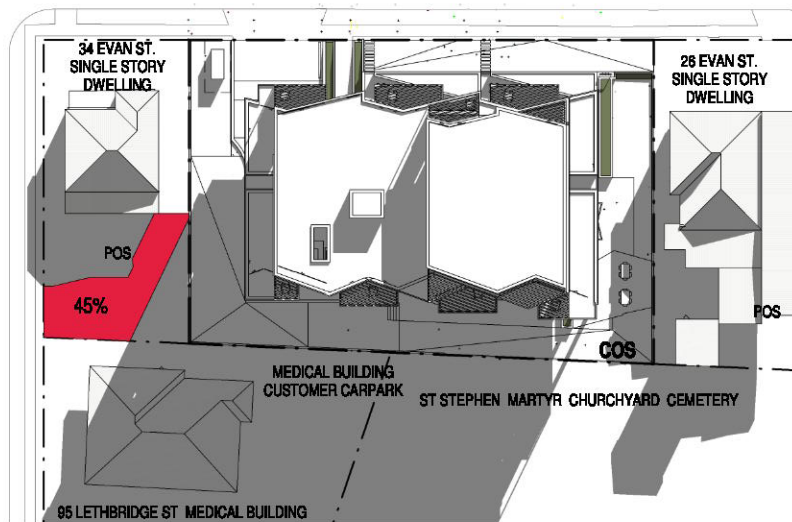 34 EVAN ST.
SINGLE STORY
DWELLING
26 EVAN ST.
SINGLE STORY
DWELLING
POS
45%
POS
COS
MEDICAL BUILDING
CUSTOMER CARPARK
ST STEPHEN MARTYR CHURCHYARD CEMETERY
95 LETHBRIDGE ST MEDICAL BUILDING